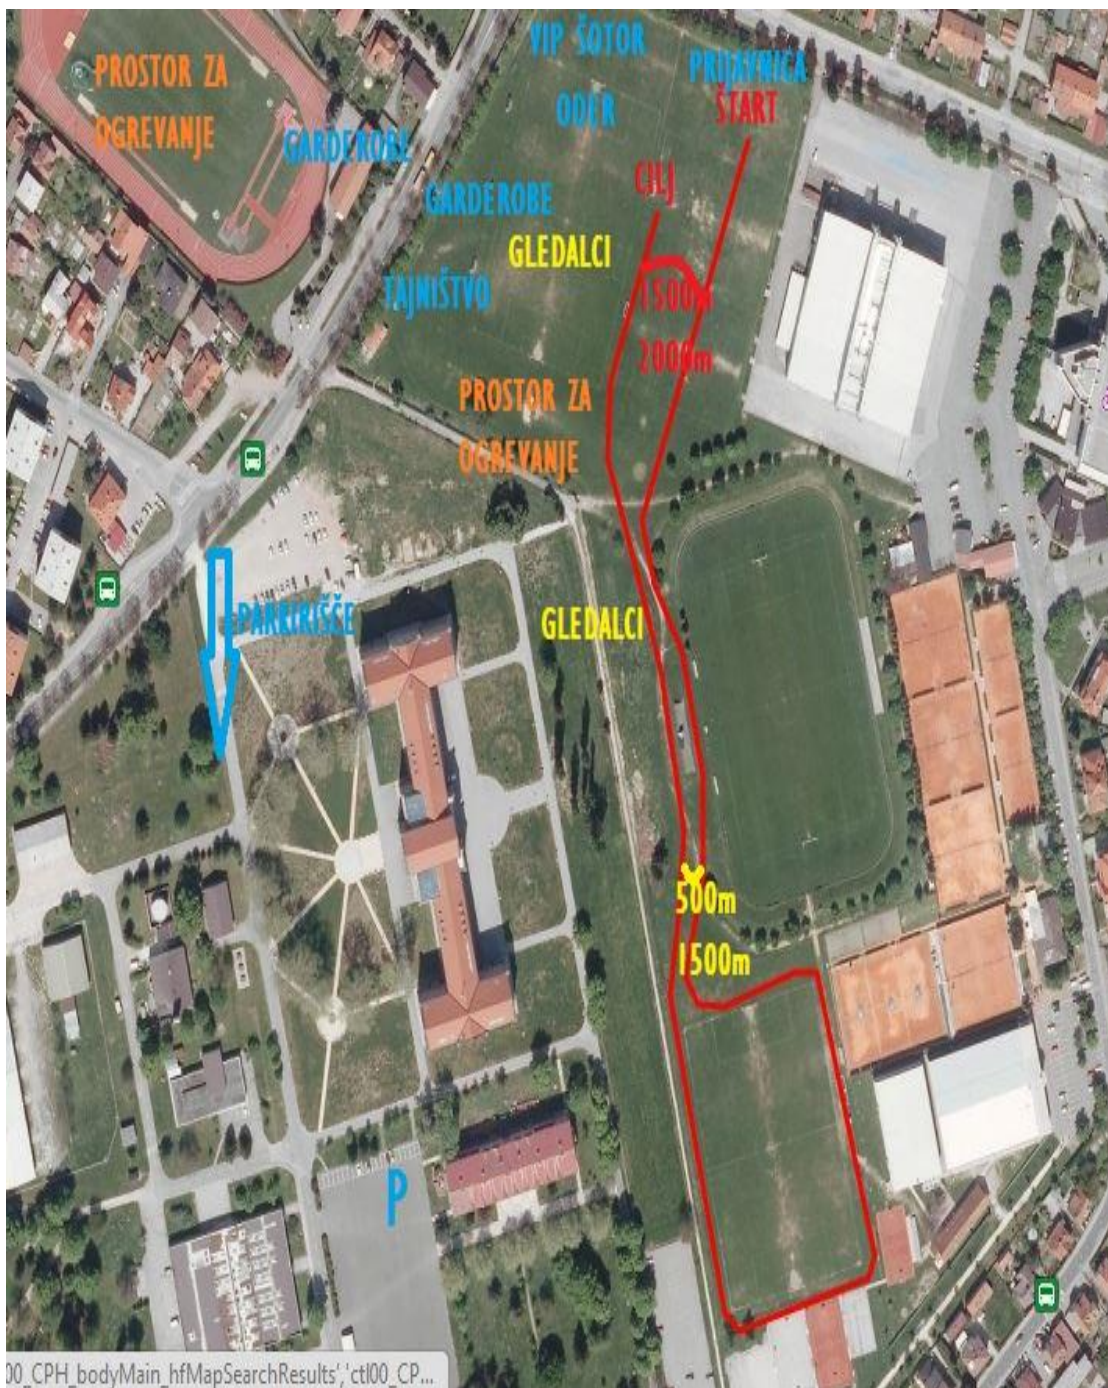 VIP ŠOTOR
ODER
PRIJAVNICA
ŠTART
PROSTOR ZA
OGREVANJE
GARDEROBE
GARDEROBE
CILJ
GLEDALCI
TAJNIŠTVO
1500m
2000m
PROSTOR ZA
OGREVANJE
PARKIRIŠČE
GLEDALCI
500m
1500m
P
00_CPH_bodyMain_hfMapSearchResults','ctl00_CP...